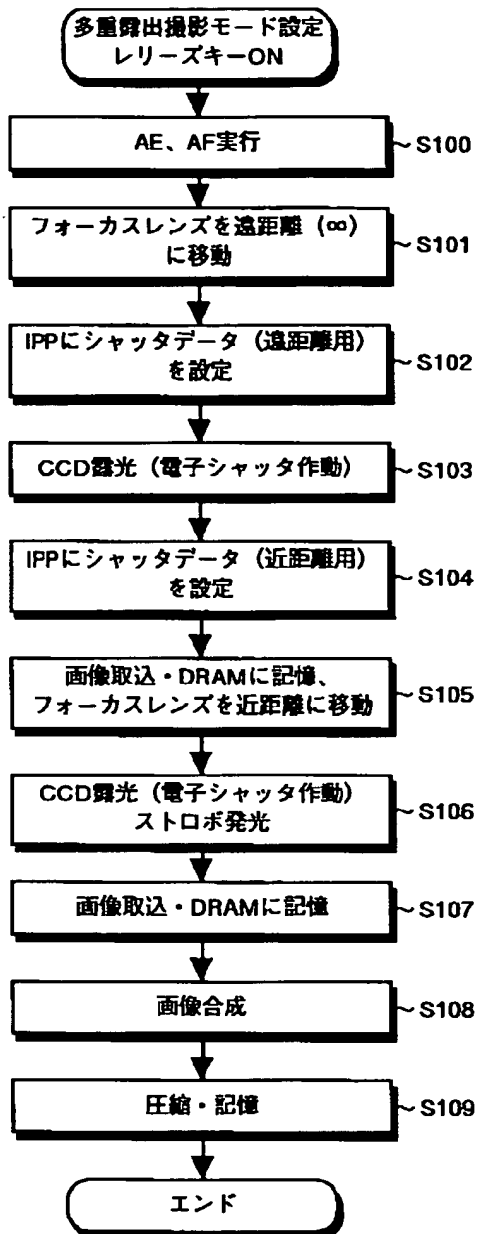 多重露出撮影モード設定
レリーズキーON
AE、AF実行
S100
フォーカスレンズを遠距離（∞）
に移動
S101
IPPにシャッタデータ（遠距離用）
を設定
S102
CCD露光（電子シャッタ作動）
S103
IPPにシャッタデータ（近距離用）
を設定
S104
画像取込・DRAMに記憶、
フォーカスレンズを近距離に移動
S105
CCD露光（電子シャッタ作動）
ストロボ発光
S106
画像取込・DRAMに記憶
S107
画像合成
S108
圧縮・記憶
S109
エンド